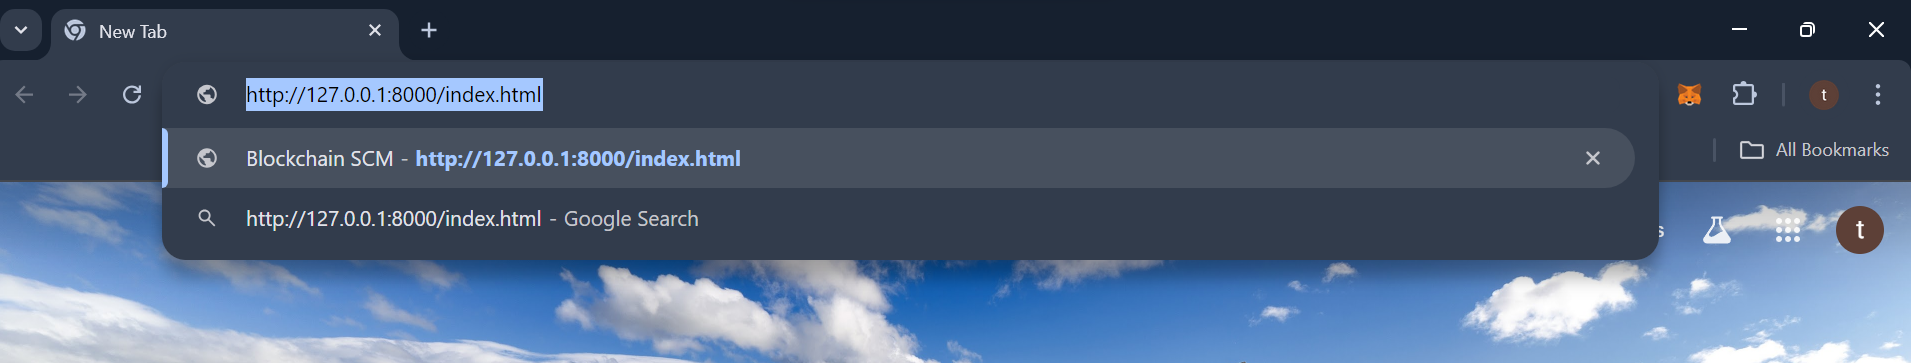 New Tab
http://127.0.0.1:8000/index.html
t
Blockchain SCM - http://127.0.0.1:8000/index.html
All Bookmarks
http://127.0.0.1:8000/index.html - Google Search
s
t